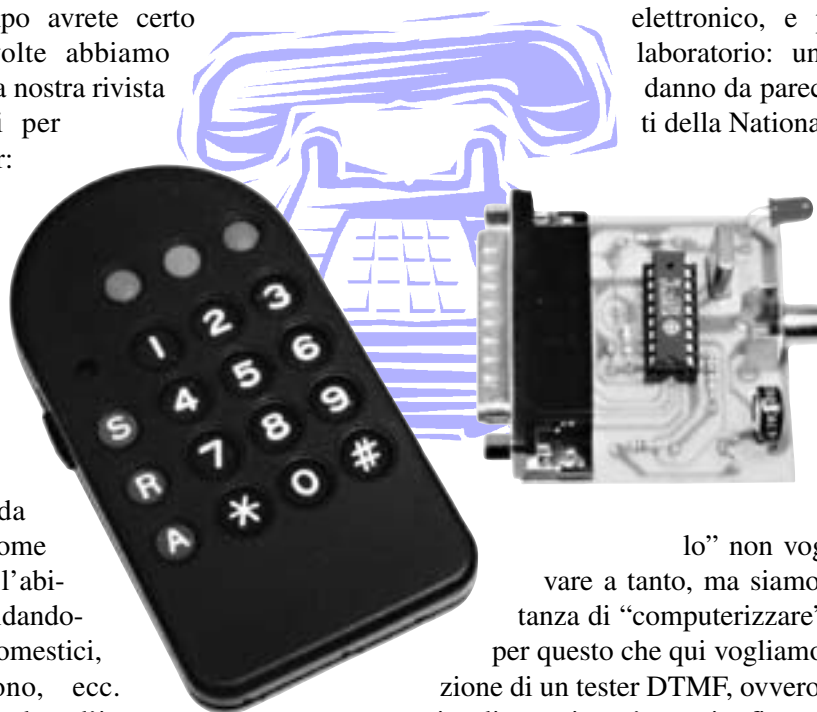 po avrete certo
olte abbiamo
a nostra rivista
i per
r:
1 2 3
S 4 5 6
R 7 8 9
A * 0 #
da
ome
l'abi-
dando-
omestici,
ono, ecc.
elettronico, e p
laboratorio: un
danno da parec
ti della Nationa
lo” non vog
vare a tanto, ma siamo
tanza di “computerizzare”
per questo che qui vogliamo
zione di un tester DTMF, ovvero